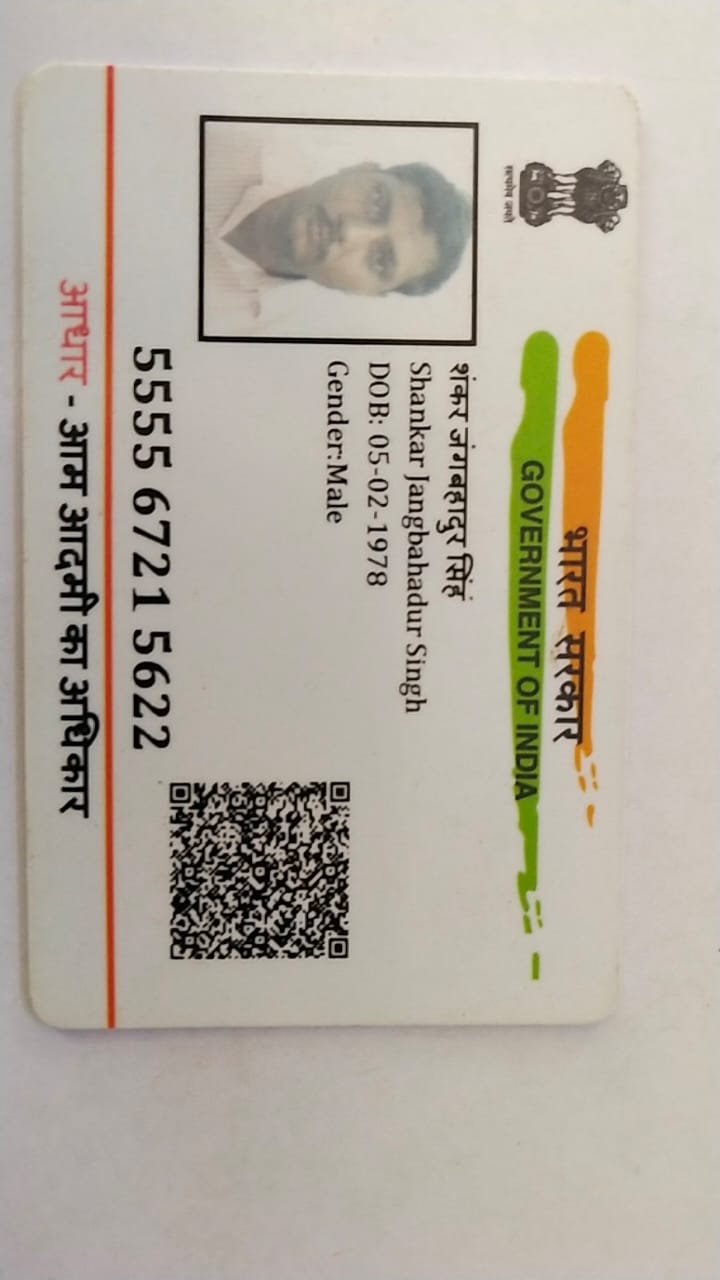 सत्यमेव जयते
भारत सरकार
GOVERNMENT OF INDIA
शंकर जंगबहादुर सिंहं
Shankar Jangbahadur Singh
DOB: 05-02-1978
Gender:Male
5555 6721 5622
आधार - आम आदमी का अधिकार